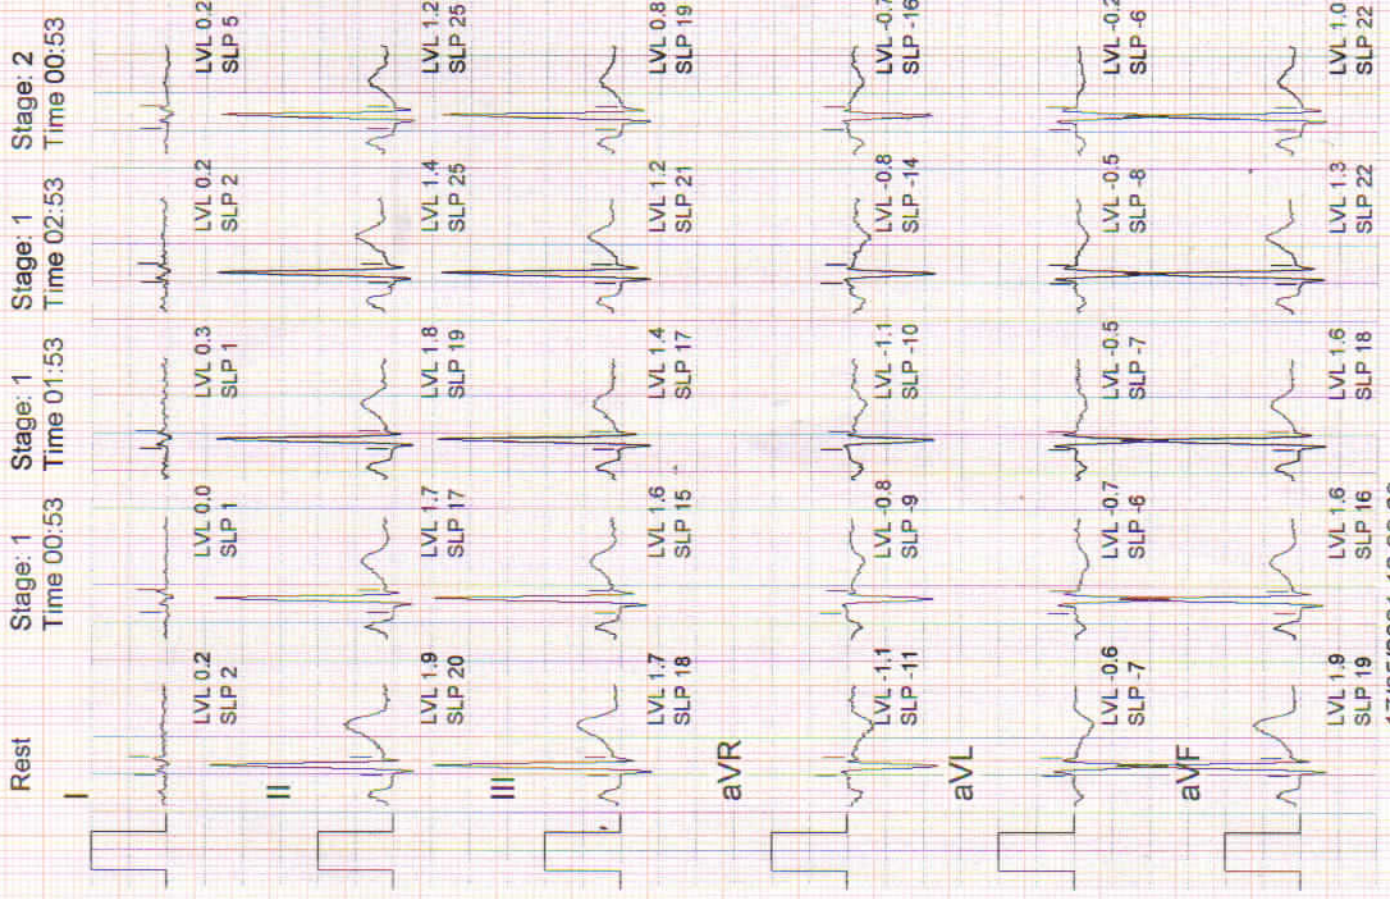 Rest Stage: 1 Stage: 1 Stage: 1 Stage: 2
Time 00:53 Time 01:53 Time 02:53 Time 00:53
I
LVL 0.2 LVL 0.0 LVL 0.3 LVL 0.2 LVL 0.2
SLP 2 SLP 1 SLP 1 SLP 2 SLP 5
II
LVL 1.9 LVL 1.7 LVL 1.8 LVL 1.4 LVL 1.2
SLP 20 SLP 17 SLP 19 SLP 25 SLP 25
III
LVL 1.7 LVL 1.6 LVL 1.4 LVL 1.2 LVL 0.8
SLP 18 SLP 15 SLP 17 SLP 21 SLP 19
aVR
LVL -1.1 LVL -0.8 LVL -1.1 LVL -0.8 LVL -0.7
SLP -11 SLP -9 SLP -10 SLP -14 SLP -16
aVL
LVL -0.6 LVL -0.7 LVL -0.5 LVL -0.5 LVL -0.2
SLP -7 SLP -6 SLP -7 SLP -8 SLP -6
aVF
LVL 1.9 LVL 1.6 LVL 1.6 LVL 1.3 LVL 1.0
SLP 19 SLP 16 SLP 18 SLP 22 SLP 22